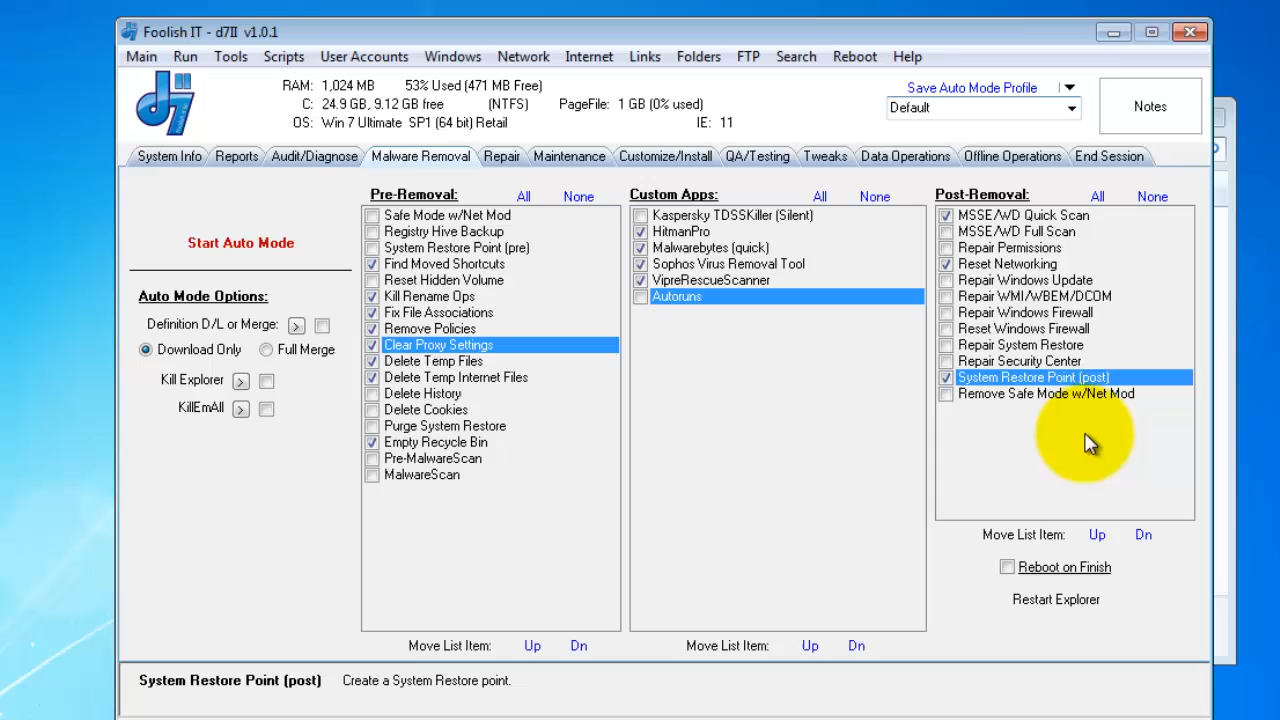 Foolish IT - d7II v1.0.1
Main Run Tools Scripts User Accounts Windows Network Internet Links Folders FTP Search Reboot Help
d7II
RAM: 1,024 MB 53% Used (471 MB Free)
C: 24.9 GB, 9.12 GB free (NTFS) PageFile: 1 GB (0% used)
OS: Win 7 Ultimate SP1 (64 bit) Retail IE: 11
Save Auto Mode Profile
Default
Notes
System Info Reports Audit/Diagnose Malware Removal Repair Maintenance Customize/Install QA/Testing Tweaks Data Operations Offline Operations End Session
Start Auto Mode
Auto Mode Options:
Definition D/L or Merge: >
Download Only Full Merge
Kill Explorer >
KillEmAll >
Pre-Removal: All None
Safe Mode w/Net Mod
Registry Hive Backup
System Restore Point (pre)
Find Moved Shortcuts
Reset Hidden Volume
Kill Rename Ops
Fix File Associations
Remove Policies
Clear Proxy Settings
Delete Temp Files
Delete Temp Internet Files
Delete History
Delete Cookies
Purge System Restore
Empty Recycle Bin
Pre-MalwareScan
MalwareScan
Move List Item: Up Dn
Custom Apps: All None
Kaspersky TDSSKiller (Silent)
HitmanPro
Malwarebytes (quick)
Sophos Virus Removal Tool
VipreRescueScanner
Autoruns
Move List Item: Up Dn
Post-Removal: All None
MSSE/WD Quick Scan
MSSE/WD Full Scan
Repair Permissions
Reset Networking
Repair Windows Update
Repair WMI/WBEM/DCOM
Repair Windows Firewall
Reset Windows Firewall
Repair System Restore
Repair Security Center
System Restore Point (post)
Remove Safe Mode w/Net Mod
Move List Item: Up Dn
Reboot on Finish
Restart Explorer
System Restore Point (post) Create a System Restore point.